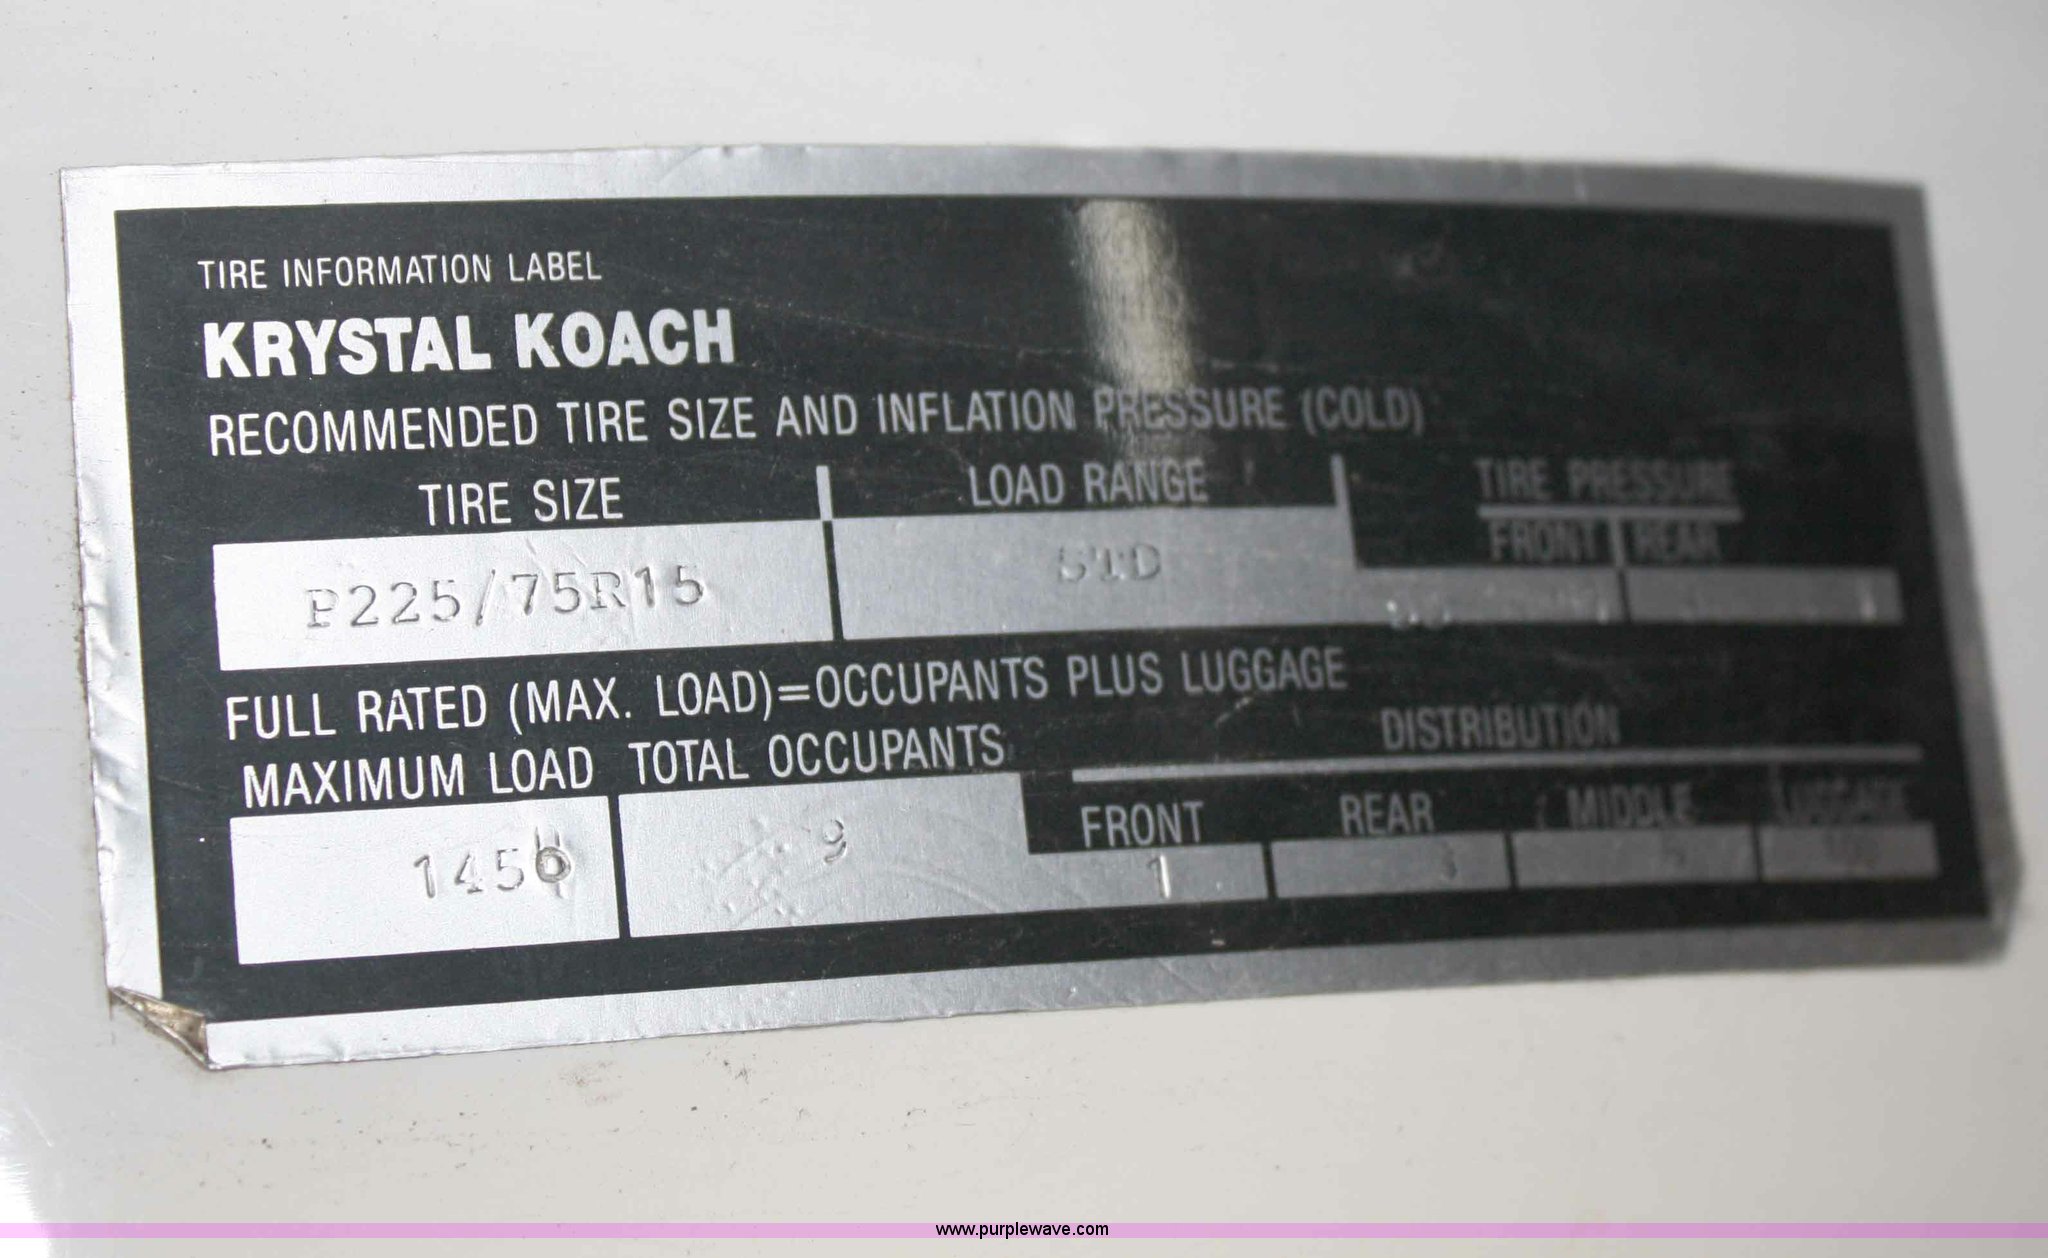 TIRE INFORMATION LABEL
KRYSTAL KOACH
RECOMMENDED TIRE SIZE AND INFLATION PRESSURE (COLD)
TIRE SIZE LOAD RANGE TIRE PRESSURE
FRONT REAR
P225/75R15 STD
FULL RATED (MAX. LOAD)=OCCUPANTS PLUS LUGGAGE
DISTRIBUTION
MAXIMUM LOAD TOTAL OCCUPANTS
FRONT REAR MIDDLE LUGGAGE
9 1
www.purplewave.com